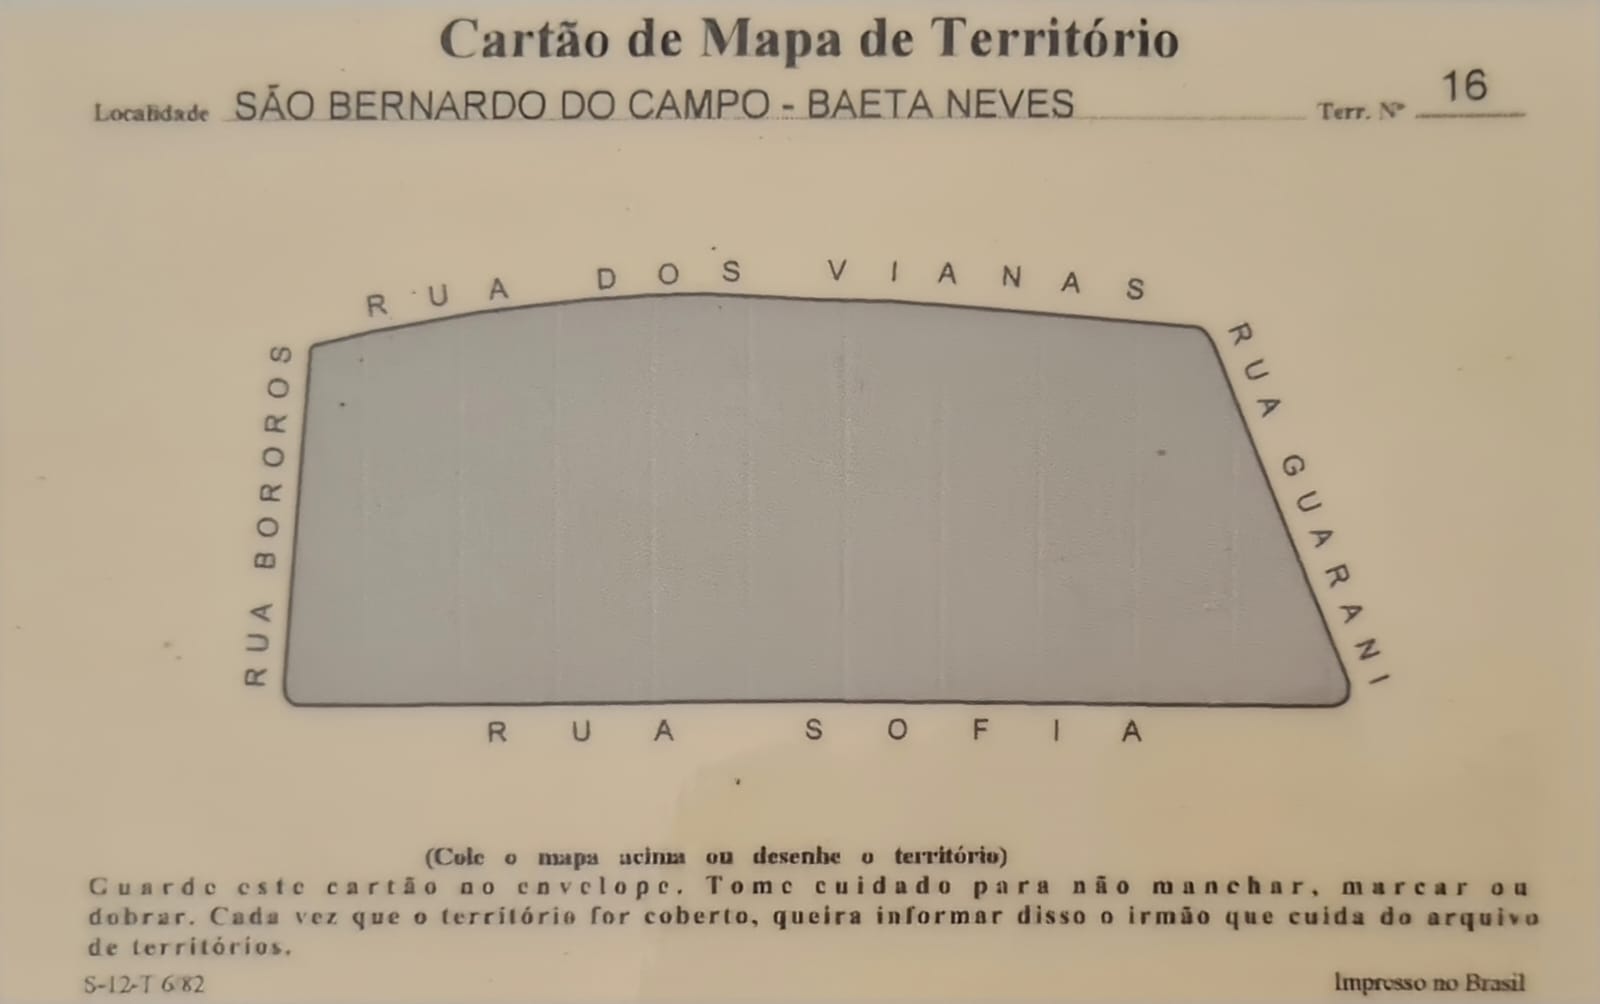 Cartão de Mapa de Território
Localidade SÃO BERNARDO DO CAMPO - BAETA NEVES Terr. Nº 16
RUA DOS VIANAS
RUA BOROROS
RUA GUARANI
RUA SOFIA
(Cole o mapa acima ou desenhe o território)
Guarde este cartão no envelope. Tome cuidado para não manchar, marcar ou
dobrar. Cada vez que o território for coberto, queira informar disso o irmão que cuida do arquivo
de territórios.
S-12-T 6/82 Impresso no Brasil